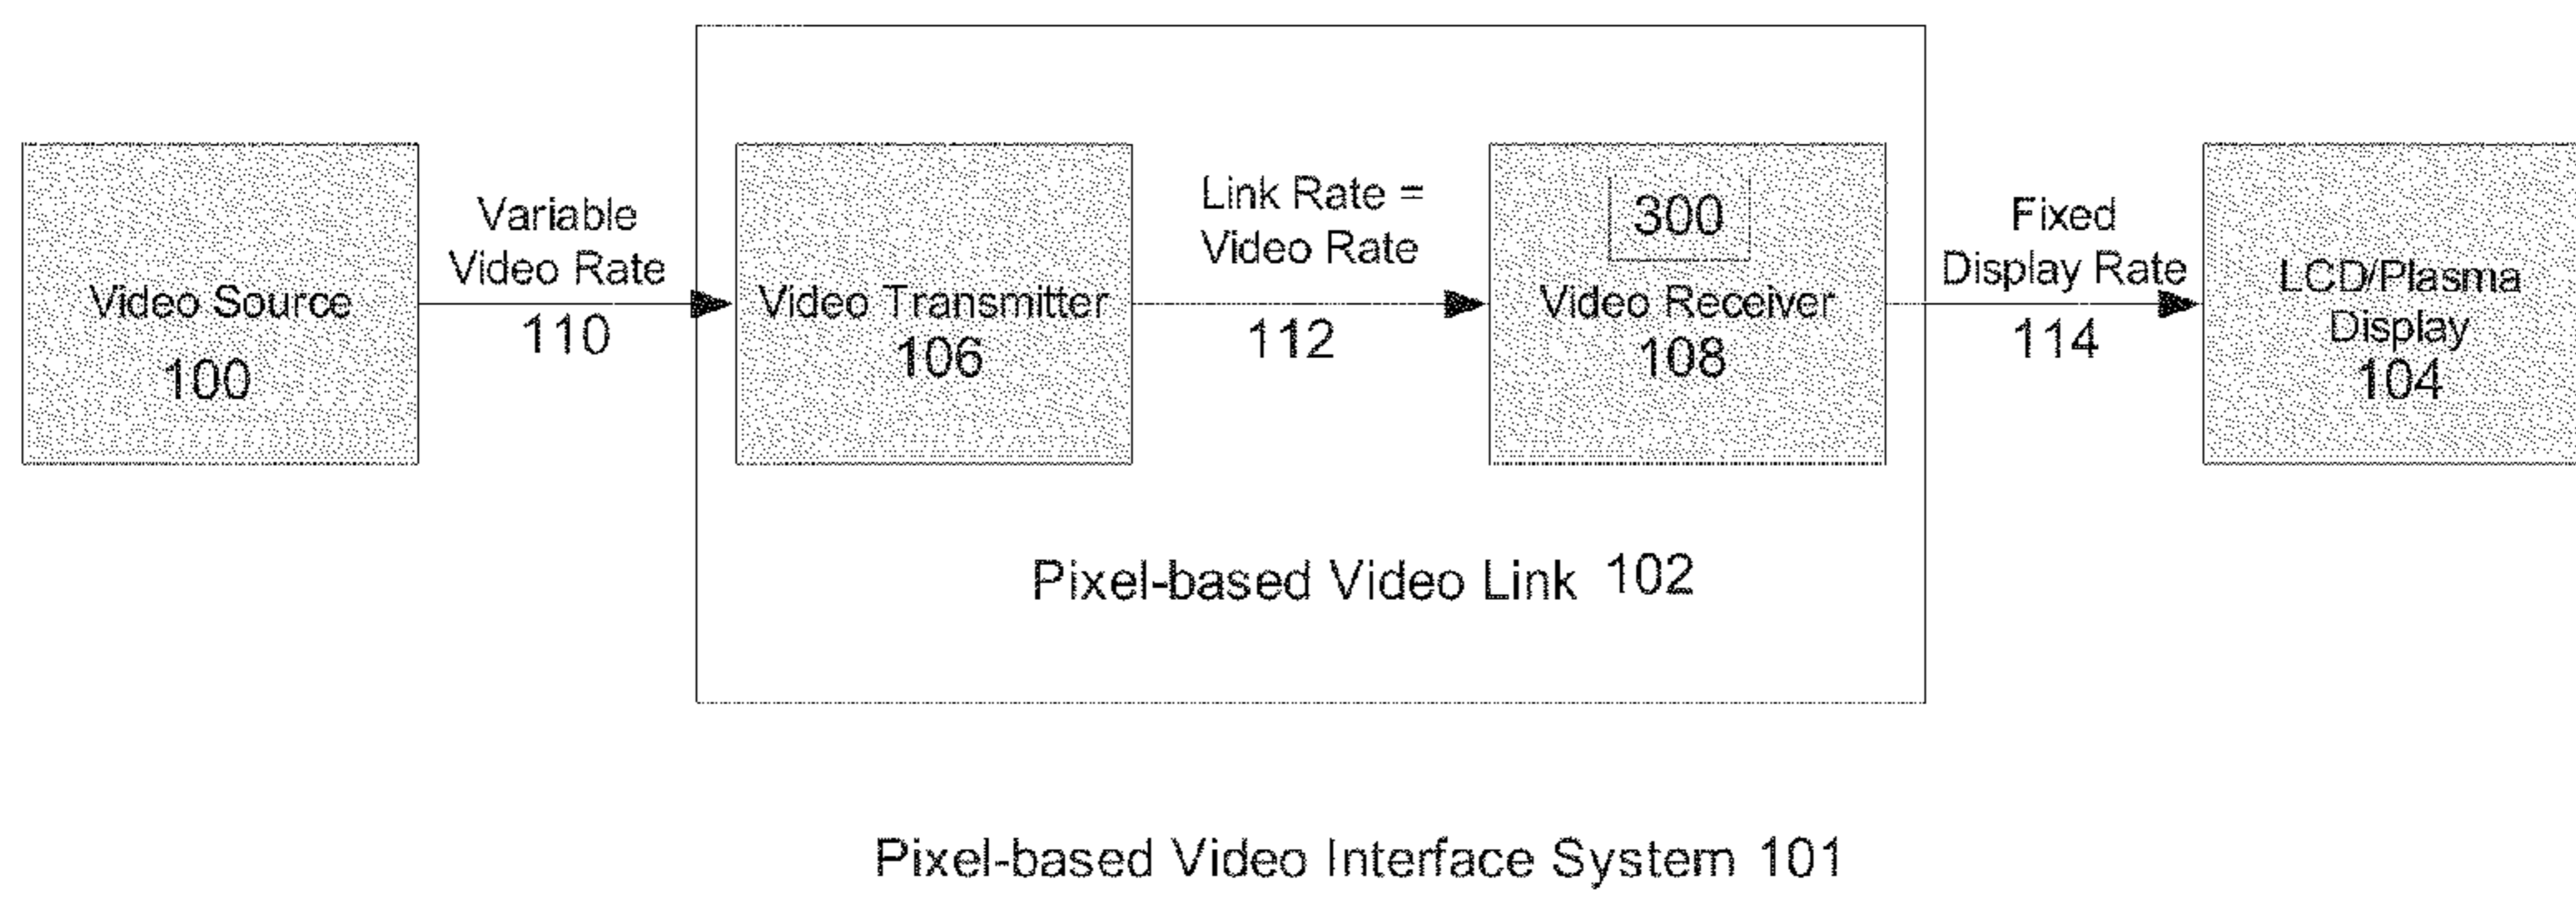 Video Source
100
Variable
Video Rate
110
Video Transmitter
106
Link Rate =
Video Rate
112
300
Video Receiver
108
Fixed
Display Rate
114
LCD/Plasma
Display
104
Pixel-based Video Link 102
Pixel-based Video Interface System 101